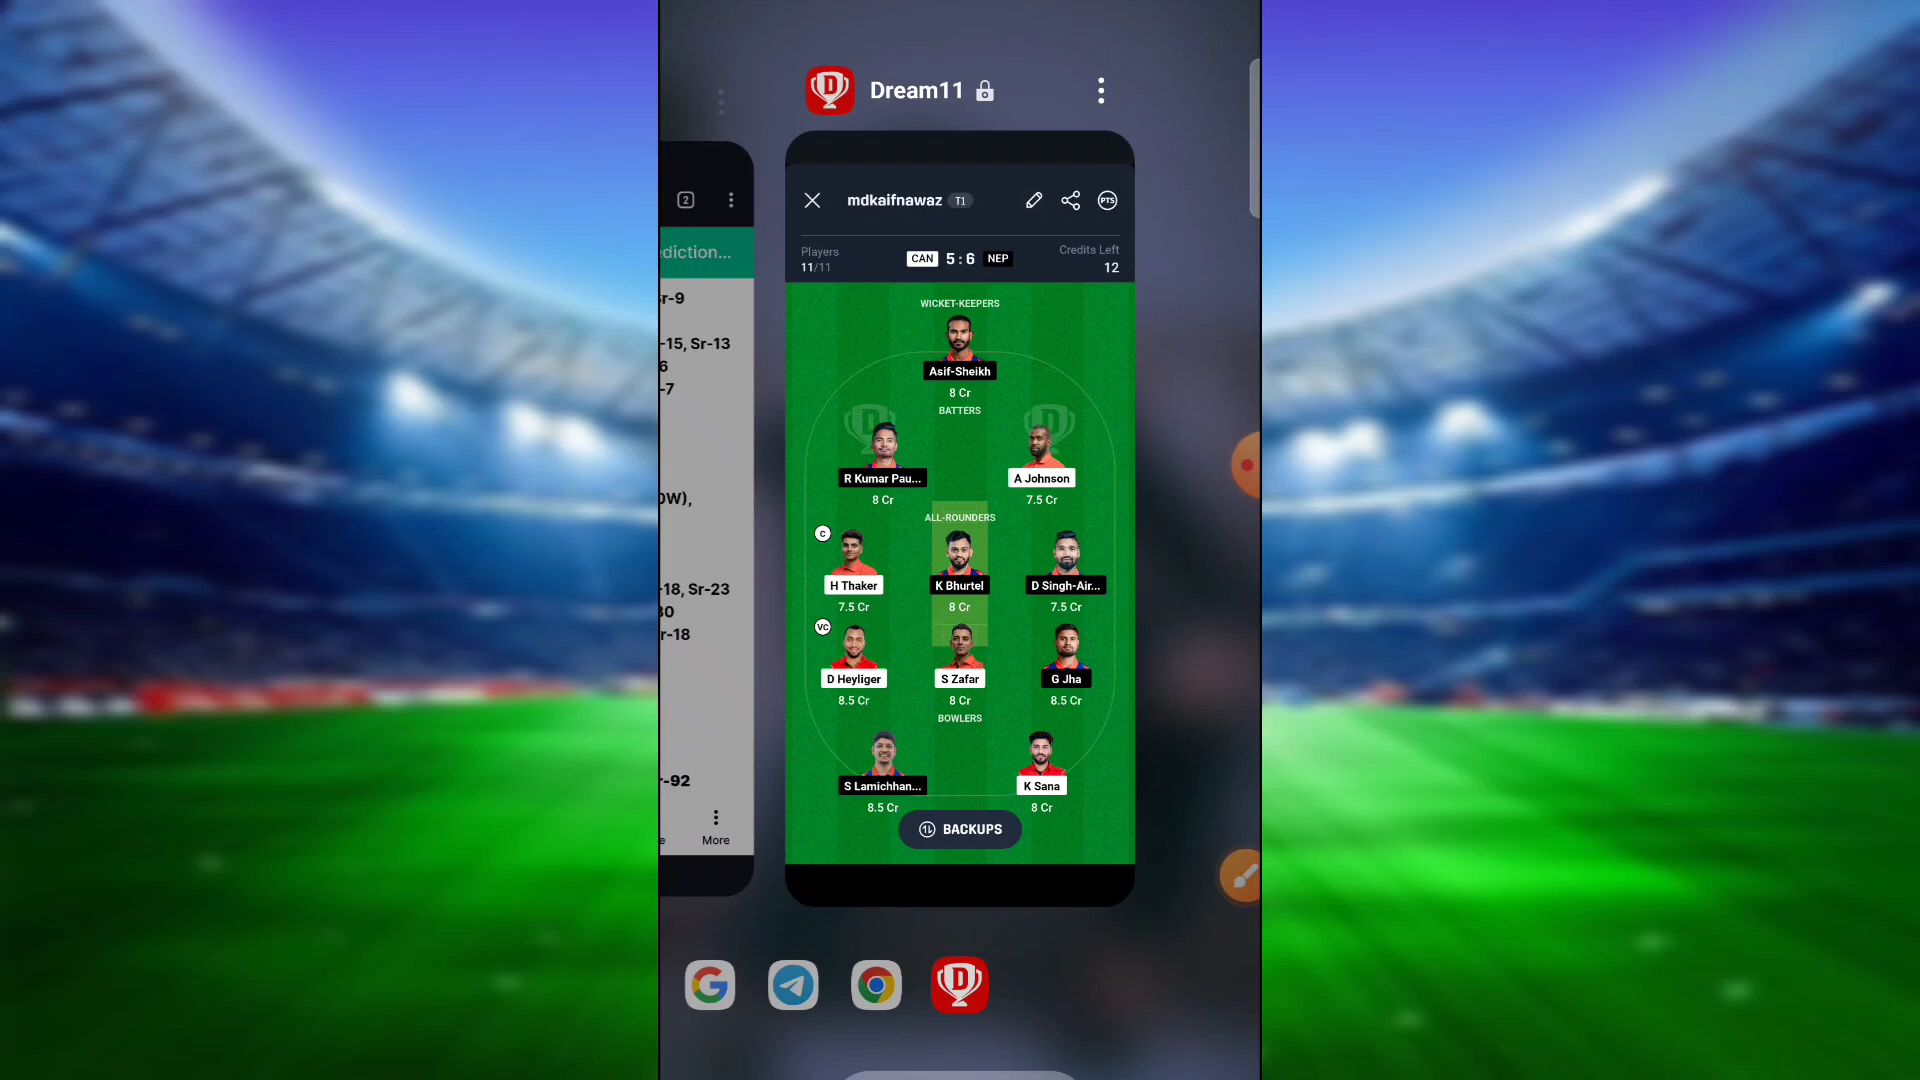 Dream11
2
mdkaifnawaz T1
PTS
Players
11/11
CAN 5 : 6 NEP
Credits Left
12
ediction...
r-9
-15, Sr-13
6
-7
OW),
-18, Sr-23
30
r-18
-92
More
WICKET-KEEPERS
Asif-Sheikh
8 Cr
BATTERS
R Kumar Pau...
8 Cr
A Johnson
7.5 Cr
ALL-ROUNDERS
C
H Thaker
7.5 Cr
K Bhurtel
8 Cr
D Singh-Air...
7.5 Cr
VC
D Heyliger
8.5 Cr
S Zafar
8 Cr
G Jha
8.5 Cr
BOWLERS
S Lamichhan...
8.5 Cr
K Sana
8 Cr
BACKUPS